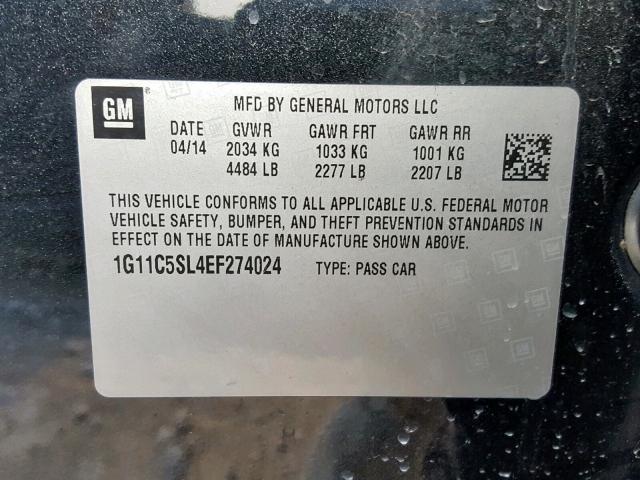 GM
MFD BY GENERAL MOTORS LLC
DATE GVWR GAWR FRT GAWR RR
04/14 2034 KG 1033 KG 1001 KG
4484 LB 2277 LB 2207 LB
THIS VEHICLE CONFORMS TO ALL APPLICABLE U.S. FEDERAL MOTOR
VEHICLE SAFETY, BUMPER, AND THEFT PREVENTION STANDARDS IN
EFFECT ON THE DATE OF MANUFACTURE SHOWN ABOVE.
1G11C5SL4EF274024 TYPE: PASS CAR